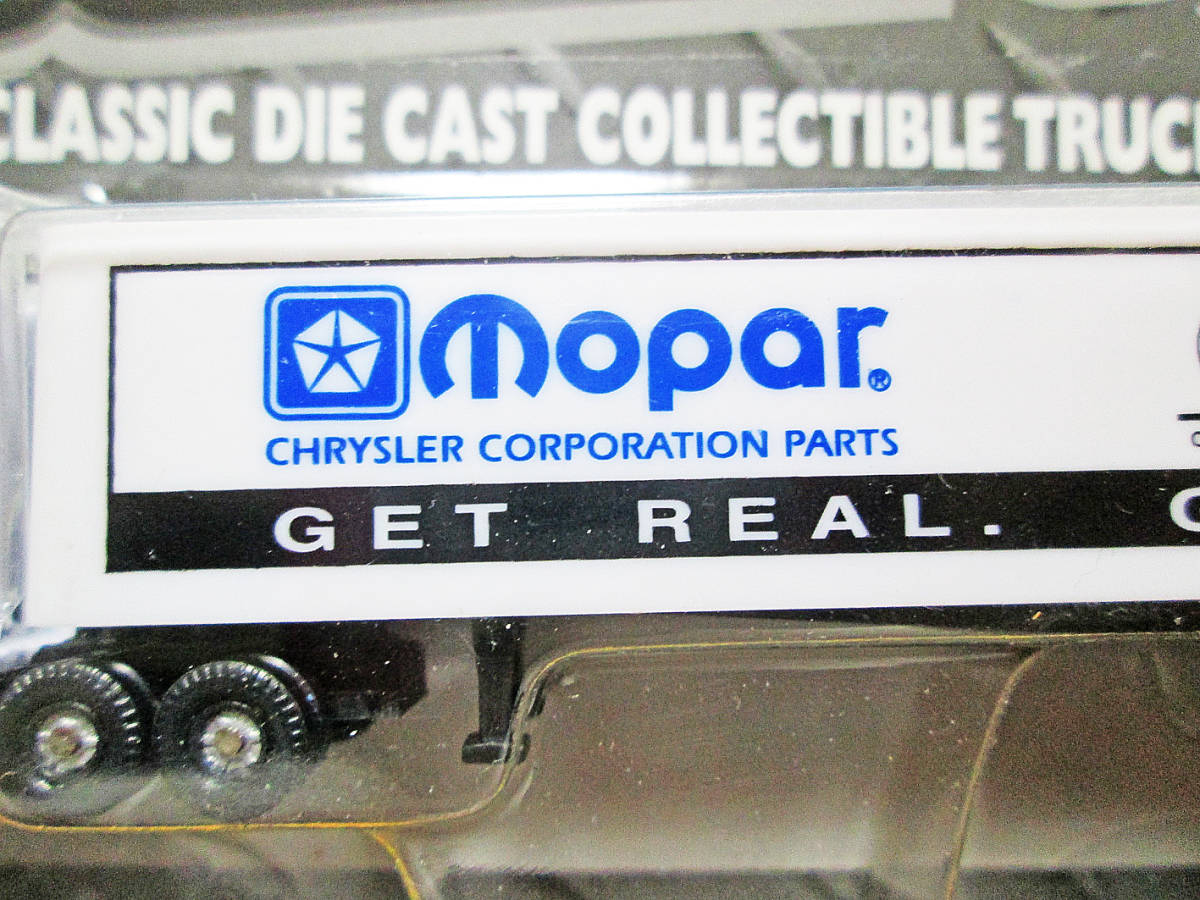 CLASSIC DIE CAST COLLECTIBLE TRUC
Mopar®
CHRYSLER CORPORATION PARTS
GET REAL.